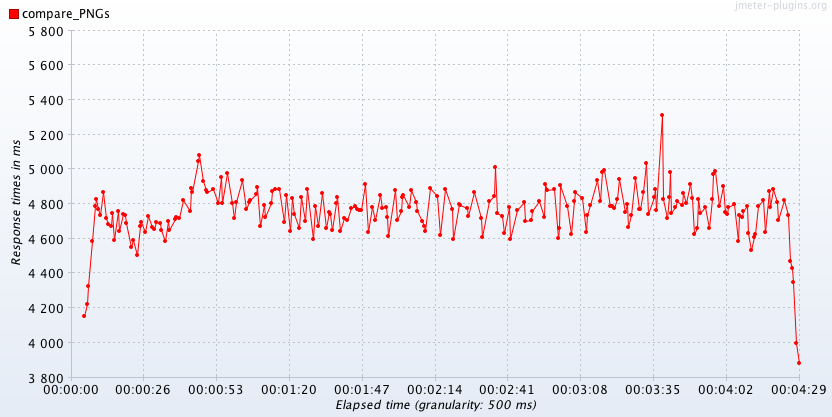 jmeter-plugins.org
compare_PNGs
5 800
5 600
5 400
5 200
5 000
4 800
4 600
4 400
4 200
4 000
3 800
Response times in ms
00:00:00 00:00:26 00:00:53 00:01:20 00:01:47 00:02:14 00:02:41 00:03:08 00:03:35 00:04:02 00:04:29
Elapsed time (granularity: 500 ms)